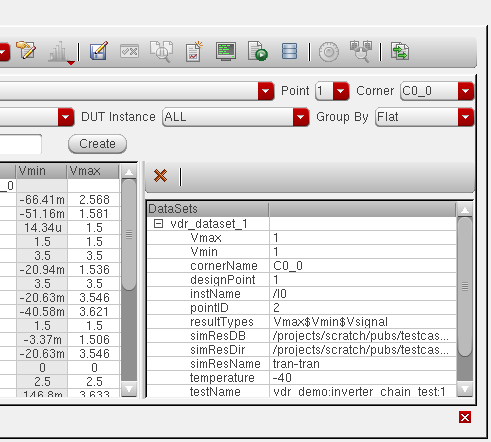 Point 1 Corner C0_0
DUT Instance ALL Group By Flat
Create
Vmin Vmax
_0
-66.41m 2.568
-51.16m 1.581
14.34u 1.5
1.5 1.5
3.5 3.5
-20.94m 1.536
3.5 3.5
-20.63m 3.546
-40.58m 3.621
1.5 1.5
-3.37m 1.506
-20.63m 3.546
0 0
2.5 2.5
146.8m 3.633
DataSets
vdr_dataset_1
Vmax 1
Vmin 1
cornerName C0_0
designPoint 1
instName /I0
pointID 2
resultTypes Vmax$Vmin$Vsignal
simResDB /projects/scratch/pubs/testcas...
simResDir /projects/scratch/pubs/testcas...
simResName tran-tran
temperature -40
testName vdr_demo:inverter_chain_test:1